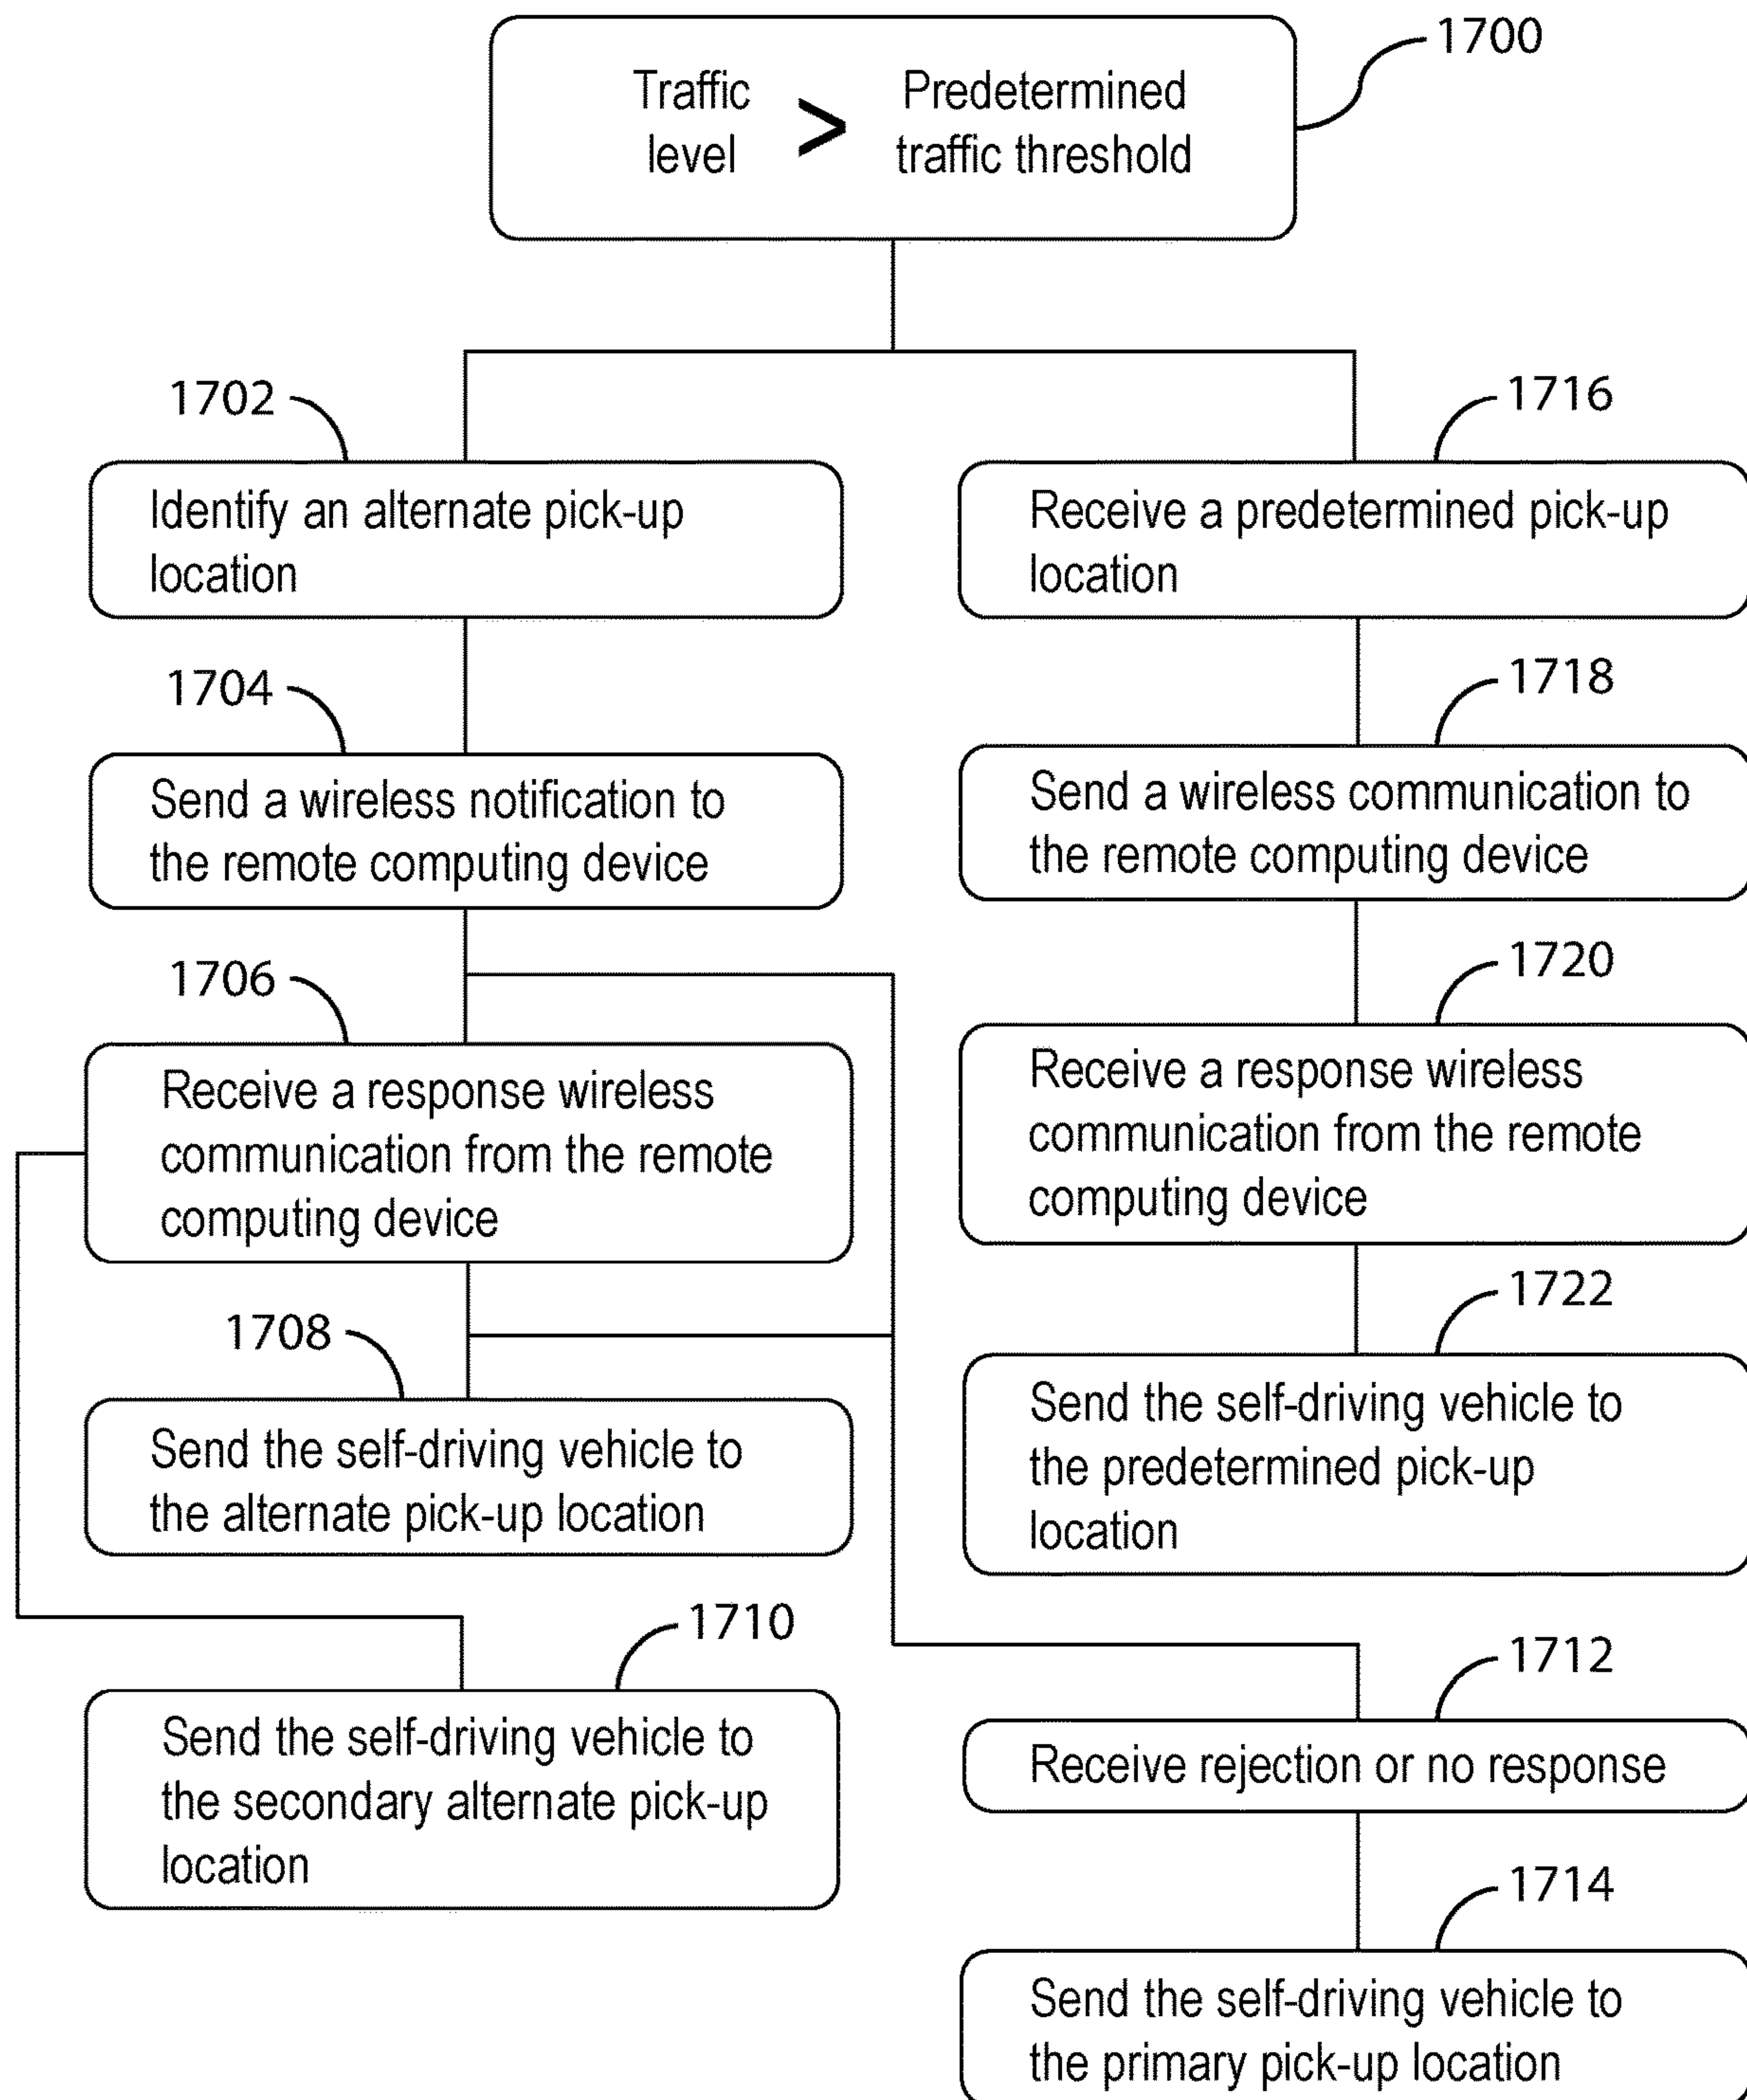 1700
Traffic
level
>
Predetermined
traffic threshold
1702
Identify an alternate pick-up
location
1704
Send a wireless notification to
the remote computing device
1706
Receive a response wireless
communication from the remote
computing device
1708
Send the self-driving vehicle to
the alternate pick-up location
1710
Send the self-driving vehicle to
the secondary alternate pick-up
location
1716
Receive a predetermined pick-up
location
1718
Send a wireless communication to
the remote computing device
1720
Receive a response wireless
communication from the remote
computing device
1722
Send the self-driving vehicle to
the predetermined pick-up
location
1712
Receive rejection or no response
1714
Send the self-driving vehicle to
the primary pick-up location